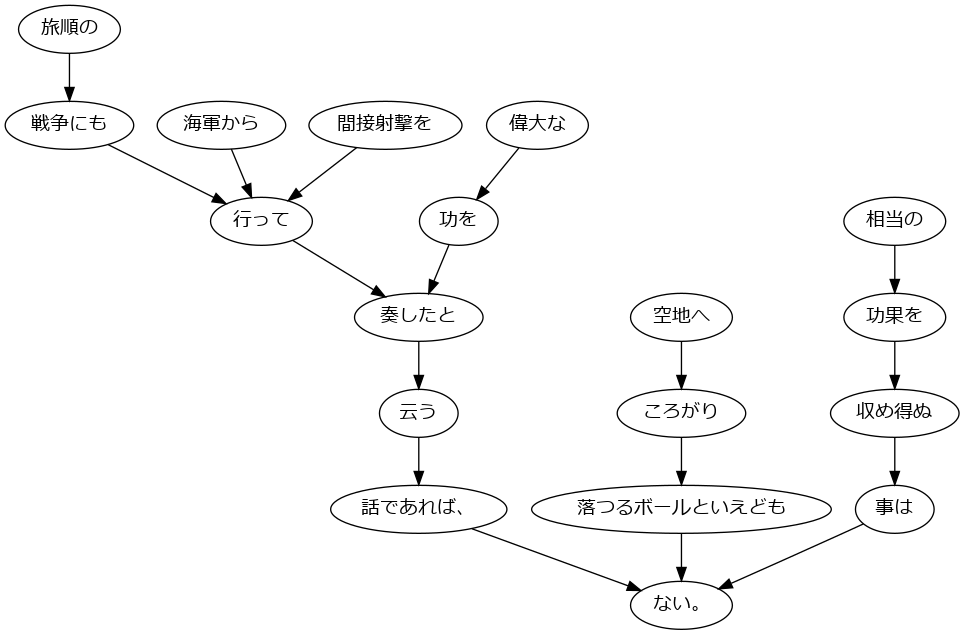 旅順の
戦争にも
海軍から
間接射撃を
偉大な
行って
功を
相当の
奏したと
空地へ
功果を
云う
ころがり
収め得ぬ
話であれば、
落つるボールといえども
事は
ない。